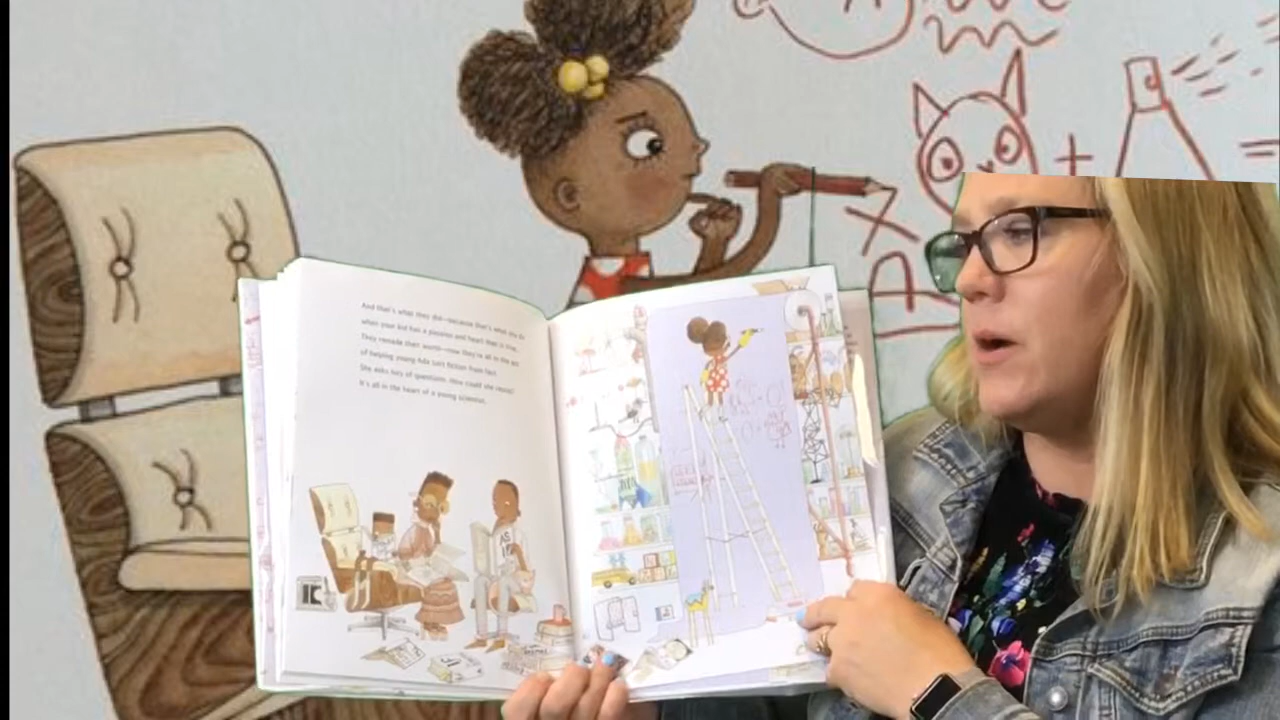 And that's what they did—because that's what you do
when your kid has a passion and heart that is true.
They remade their world—now they're all in the act
of helping young Ada sort fiction from fact.
She asks lots of questions. How could she resist?
It's all in the heart of a young scientist.